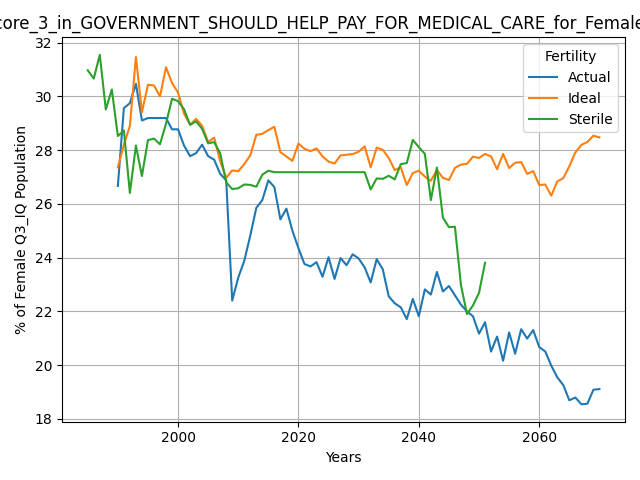 core_3_in_GOVERNMENT_SHOULD_HELP_PAY_FOR_MEDICAL_CARE_for_Female
32
30
28
26
24
22
20
18
% of Female Q3_IQ Population
Fertility
Actual
Ideal
Sterile
2000
2020
2040
2060
Years